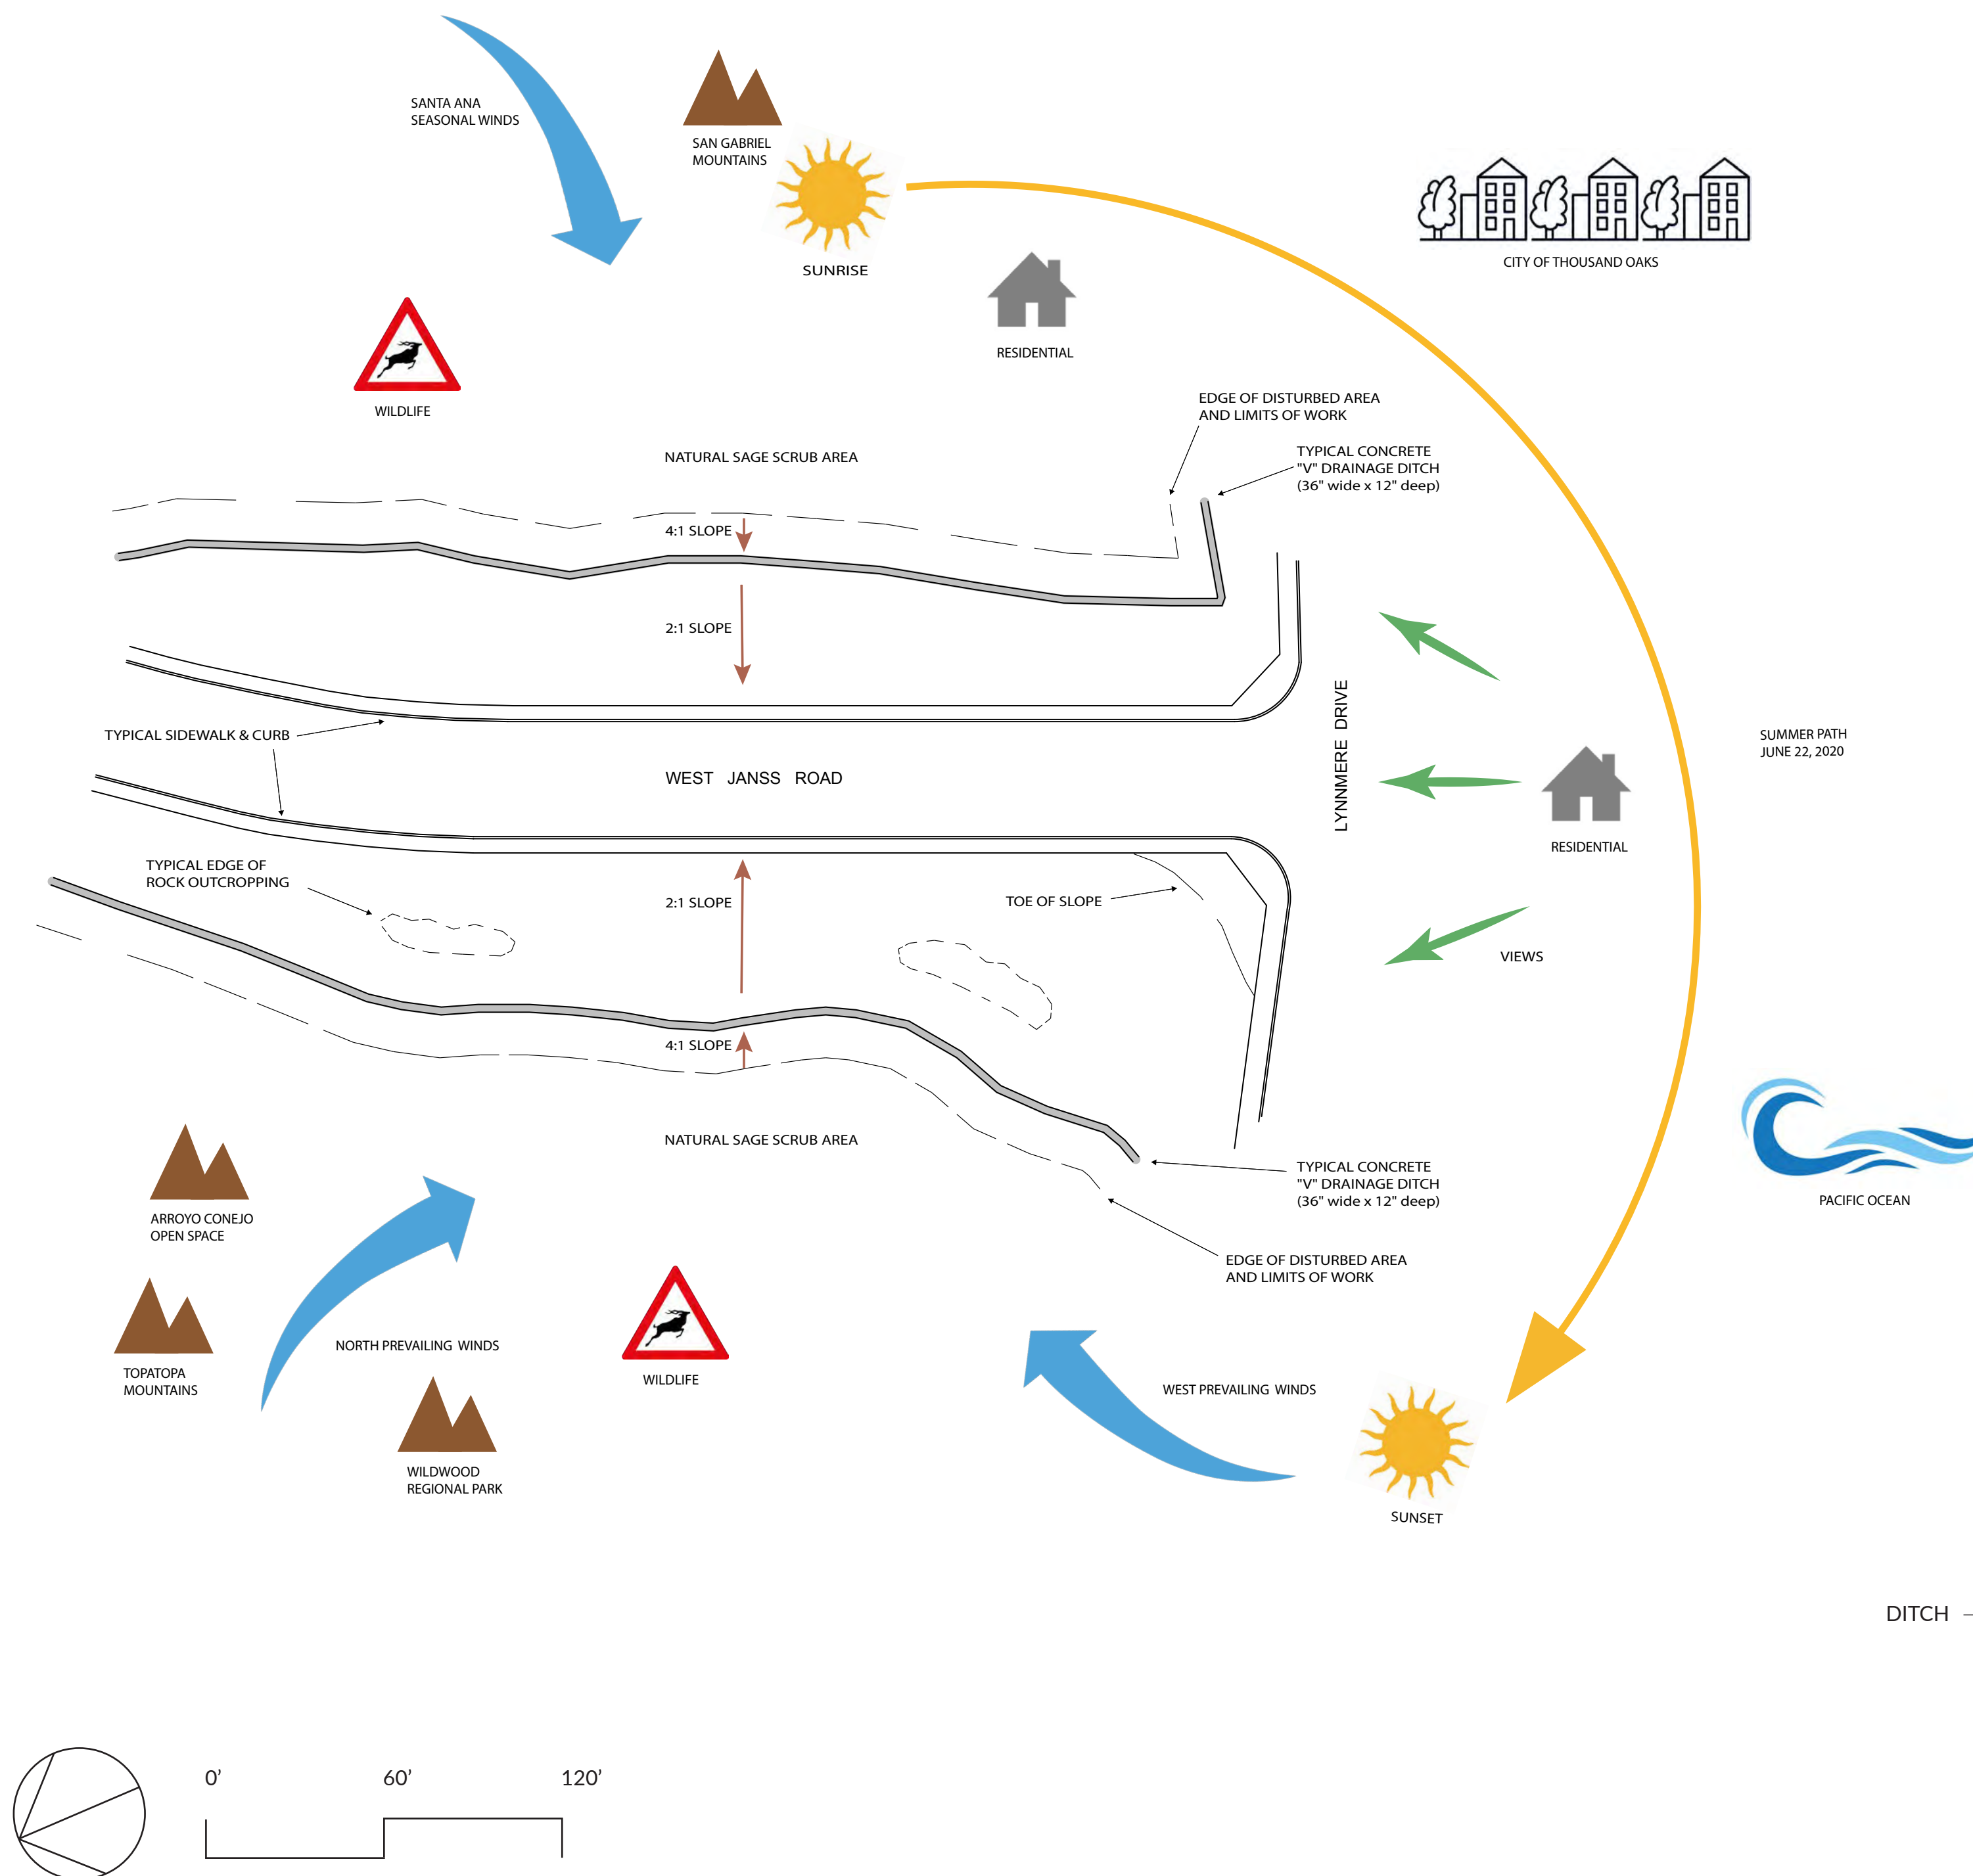 SANTA ANA
SEASONAL WINDS
SAN GABRIEL
MOUNTAINS
SUNRISE
CITY OF THOUSAND OAKS
RESIDENTIAL
WILDLIFE
EDGE OF DISTURBED AREA
AND LIMITS OF WORK
NATURAL SAGE SCRUB AREA
TYPICAL CONCRETE
"V" DRAINAGE DITCH
(36" wide x 12" deep)
4:1 SLOPE
2:1 SLOPE
TYPICAL SIDEWALK & CURB
WEST JANSS ROAD
LYNNMERE DRIVE
SUMMER PATH
JUNE 22, 2020
RESIDENTIAL
TYPICAL EDGE OF
ROCK OUTCROPPING
2:1 SLOPE
TOE OF SLOPE
VIEWS
4:1 SLOPE
NATURAL SAGE SCRUB AREA
TYPICAL CONCRETE
"V" DRAINAGE DITCH
(36" wide x 12" deep)
PACIFIC OCEAN
ARROYO CONEJO
OPEN SPACE
EDGE OF DISTURBED AREA
AND LIMITS OF WORK
NORTH PREVAILING WINDS
TOPATOPA
MOUNTAINS
WILDLIFE
WEST PREVAILING WINDS
WILDWOOD
REGIONAL PARK
SUNSET
DITCH
0’ 60’ 120’